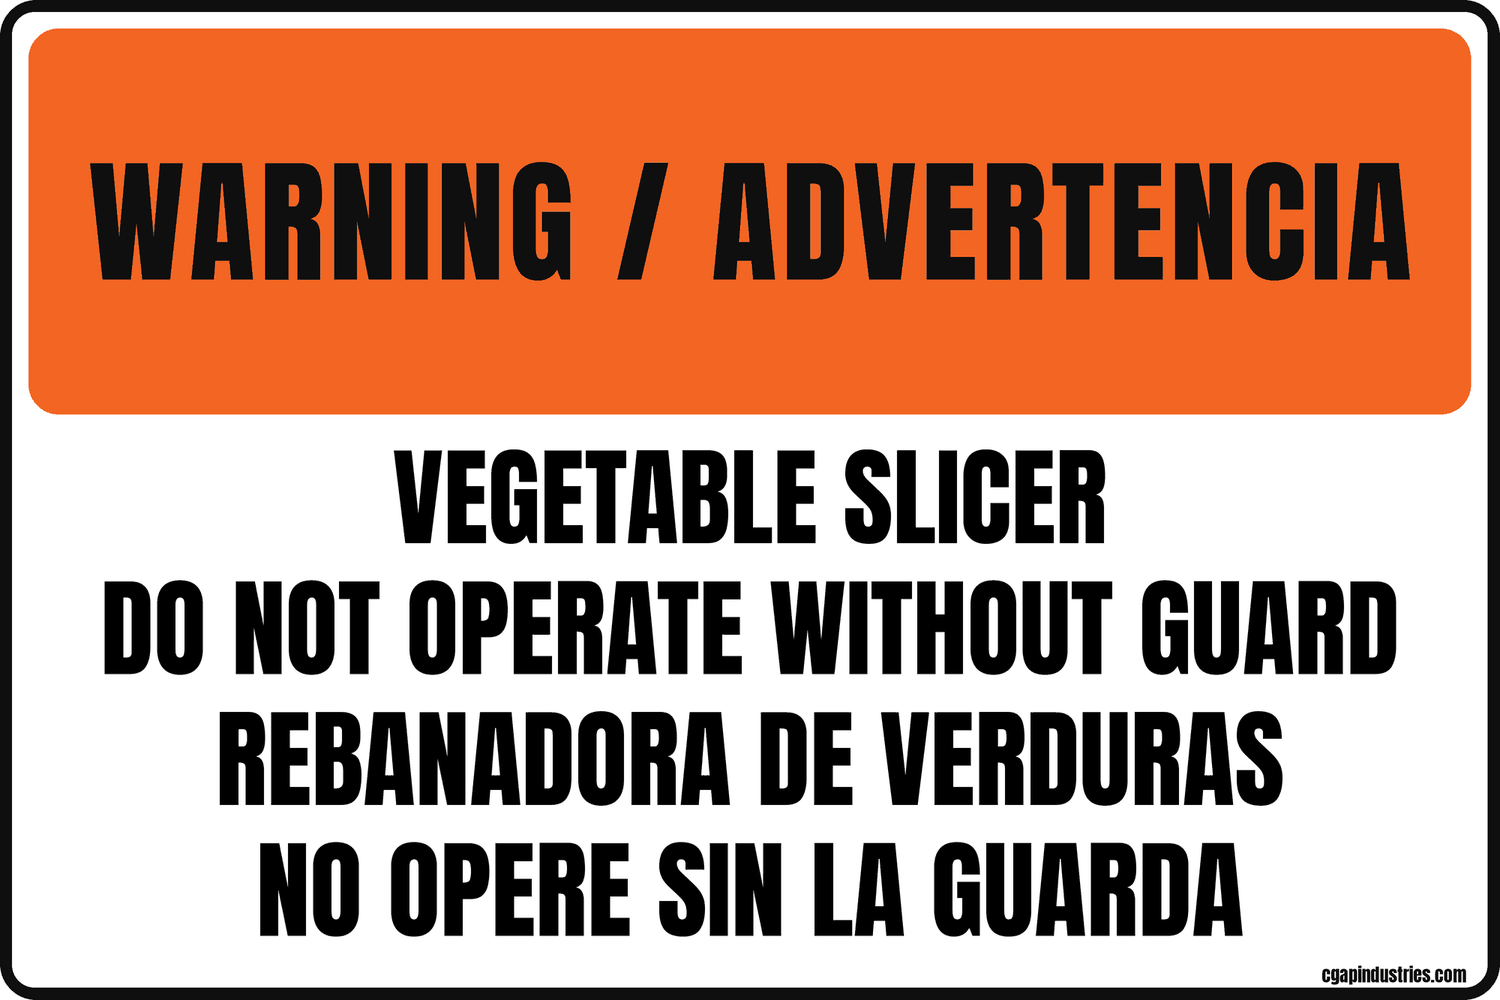 WARNING / ADVERTENCIA
VEGETABLE SLICER
DO NOT OPERATE WITHOUT GUARD
REBANADORA DE VERDURAS
NO OPERE SIN LA GUARDA
cgapindustries.com